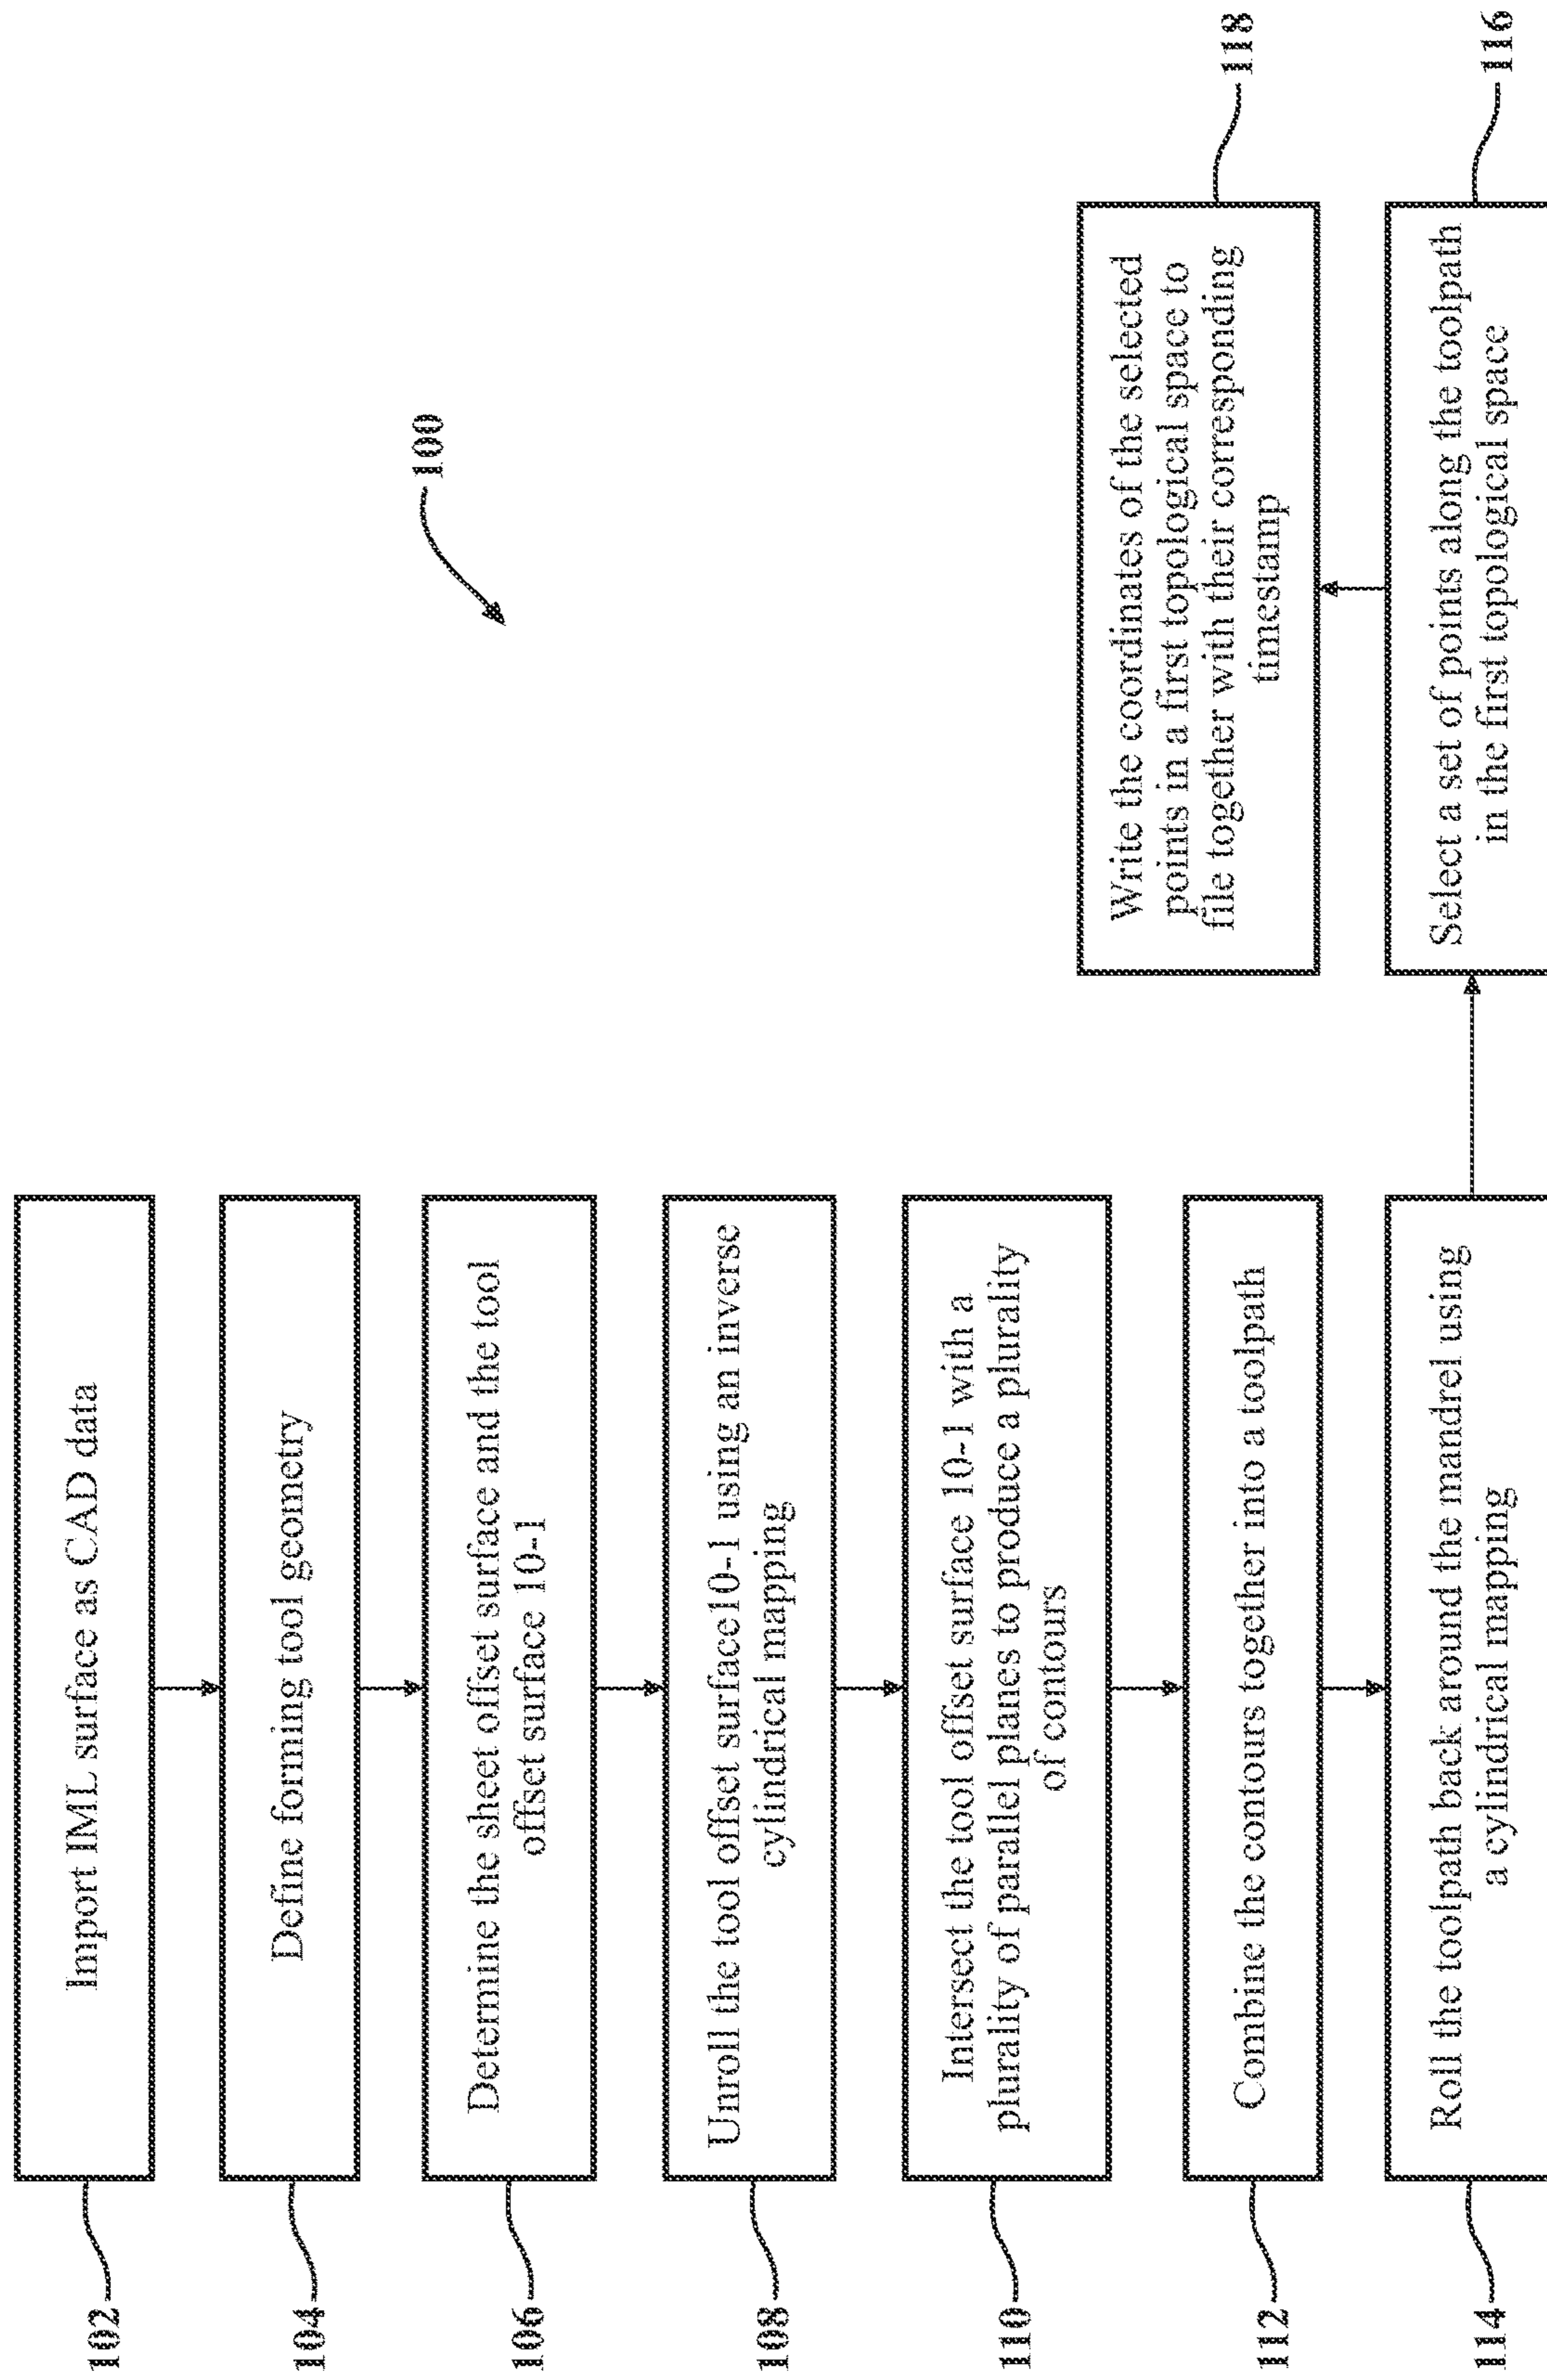 100
102
Import IML surface as CAD data
104
Define forming tool geometry
106
Determine the sheet offset surface and the tool
offset surface 10-1
108
Unroll the tool offset surface10-1 using an inverse
cylindrical mapping
110
Intersect the tool offset surface 10-1 with a
plurality of parallel planes to produce a plurality
of contours
112
Combine the contours together into a toolpath
114
Roll the toolpath back around the mandrel using
a cylindrical mapping
116
Select a set of points along the toolpath
in the first topological space
118
Write the coordinates of the selected
points in a first topological space to
file together with their corresponding
timestamp